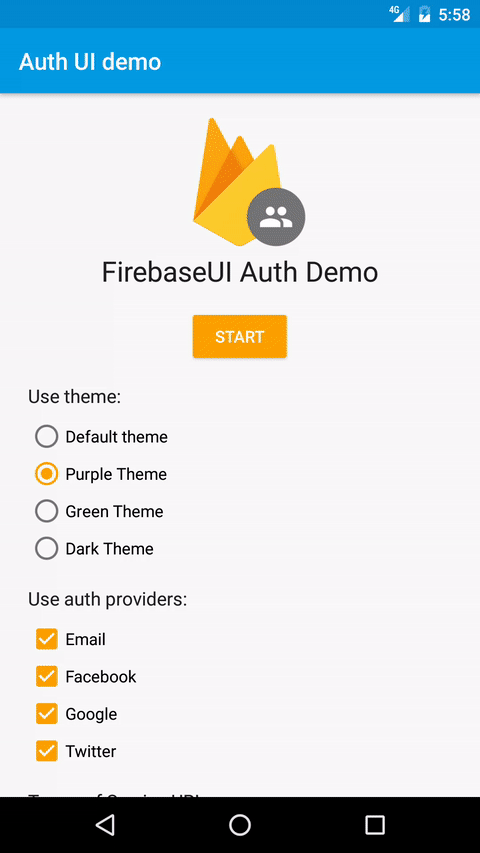 4G 5:58
Auth UI demo
FirebaseUI Auth Demo
START
Use theme:
Default theme
Purple Theme
Green Theme
Dark Theme
Use auth providers:
Email
Facebook
Google
Twitter